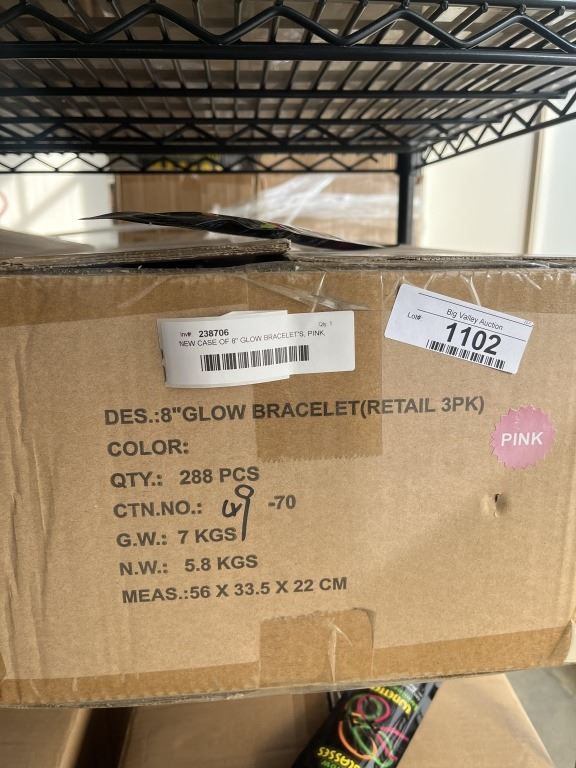 Inv# 238706 Qty. 1
NEW CASE OF 8" GLOW BRACELET'S, PINK,
Big Valley Auction
Lot#
1102
DES.:8"GLOW BRACELET(RETAIL 3PK)
COLOR:
PINK
QTY.: 288 PCS
CTN.NO.: -70
G.W.: 7 KGS
N.W.: 5.8 KGS
MEAS.:56 X 33.5 X 22 CM